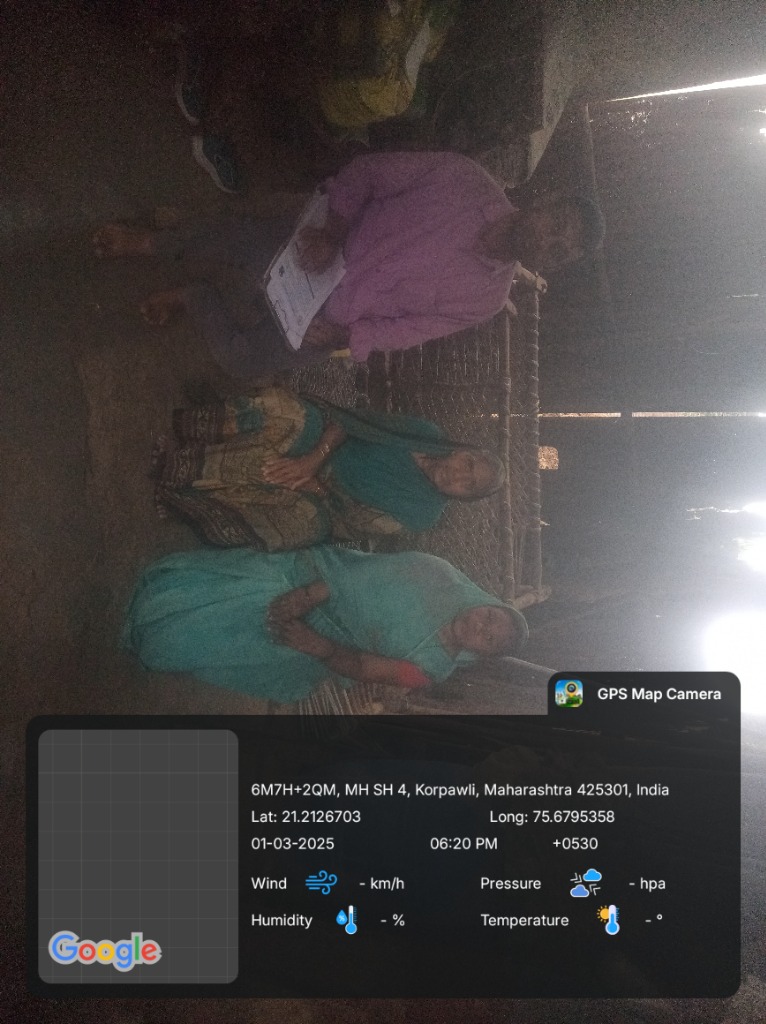 GPS Map Camera
6M7H+2QM, MH SH 4, Korpawli, Maharashtra 425301, India
Lat: 21.2126703 Long: 75.6795358
01-03-2025 06:20 PM +0530
Wind - km/h Pressure - hpa
Humidity - % Temperature - °
Google